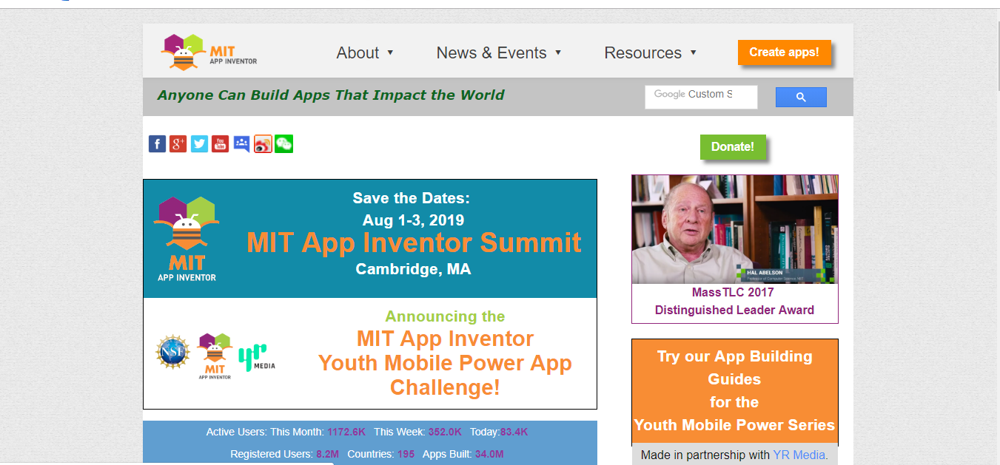 MIT
APP INVENTOR
About ▼
News & Events ▼
Resources ▼
Create apps!
Anyone Can Build Apps That Impact the World
Google Custom S
f
g+
You
Tube
Donate!
MIT
APP INVENTOR
Save the Dates:
Aug 1-3, 2019
MIT App Inventor Summit
Cambridge, MA
HAL ABELSON
Professor of Computer Science, MIT
MassTLC 2017
Distinguished Leader Award
NSF
MIT
APP INVENTOR
yr
MEDIA
Announcing the
MIT App Inventor
Youth Mobile Power App
Challenge!
Try our App Building
Guides
for the
Youth Mobile Power Series
Made in partnership with YR Media.
Active Users: This Month: 1172.6K This Week: 352.0K Today:83.4K
Registered Users: 8.2M Countries: 195 Apps Built: 34.0M